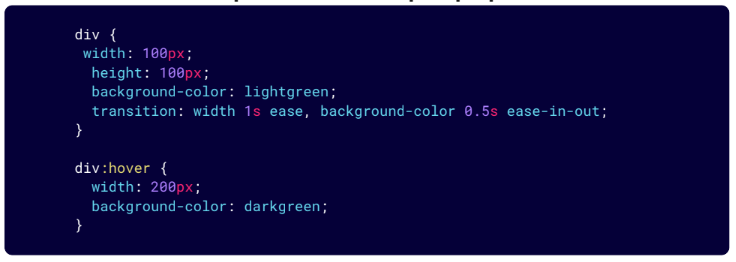 div {
width: 100px;
height: 100px;
background-color: lightgreen;
transition: width 1s ease, background-color 0.5s ease-in-out;
}
div:hover {
width: 200px;
background-color: darkgreen;
}